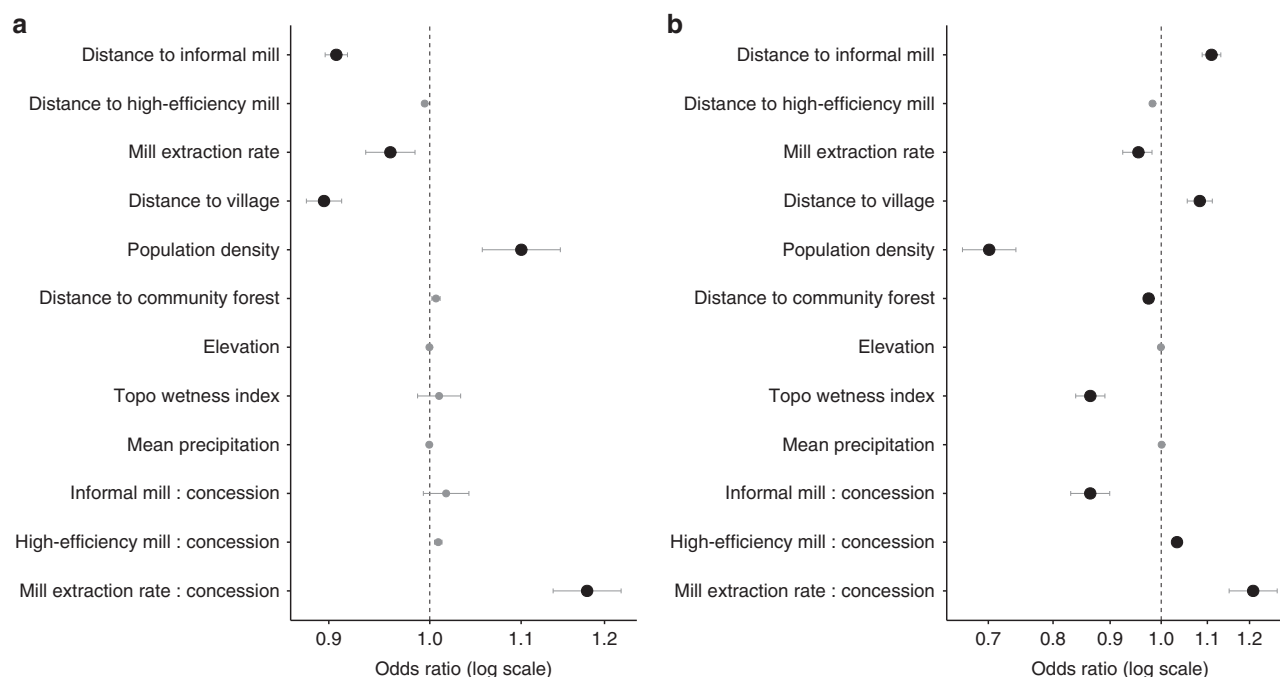 a
Distance to informal mill
Distance to high-efficiency mill
Mill extraction rate
Distance to village
Population density
Distance to community forest
Elevation
Topo wetness index
Mean precipitation
Informal mill : concession
High-efficiency mill : concession
Mill extraction rate : concession
0.9 1.0 1.1 1.2
Odds ratio (log scale)
b
Distance to informal mill
Distance to high-efficiency mill
Mill extraction rate
Distance to village
Population density
Distance to community forest
Elevation
Topo wetness index
Mean precipitation
Informal mill : concession
High-efficiency mill : concession
Mill extraction rate : concession
0.7 0.8 0.9 1.0 1.1 1.2
Odds ratio (log scale)